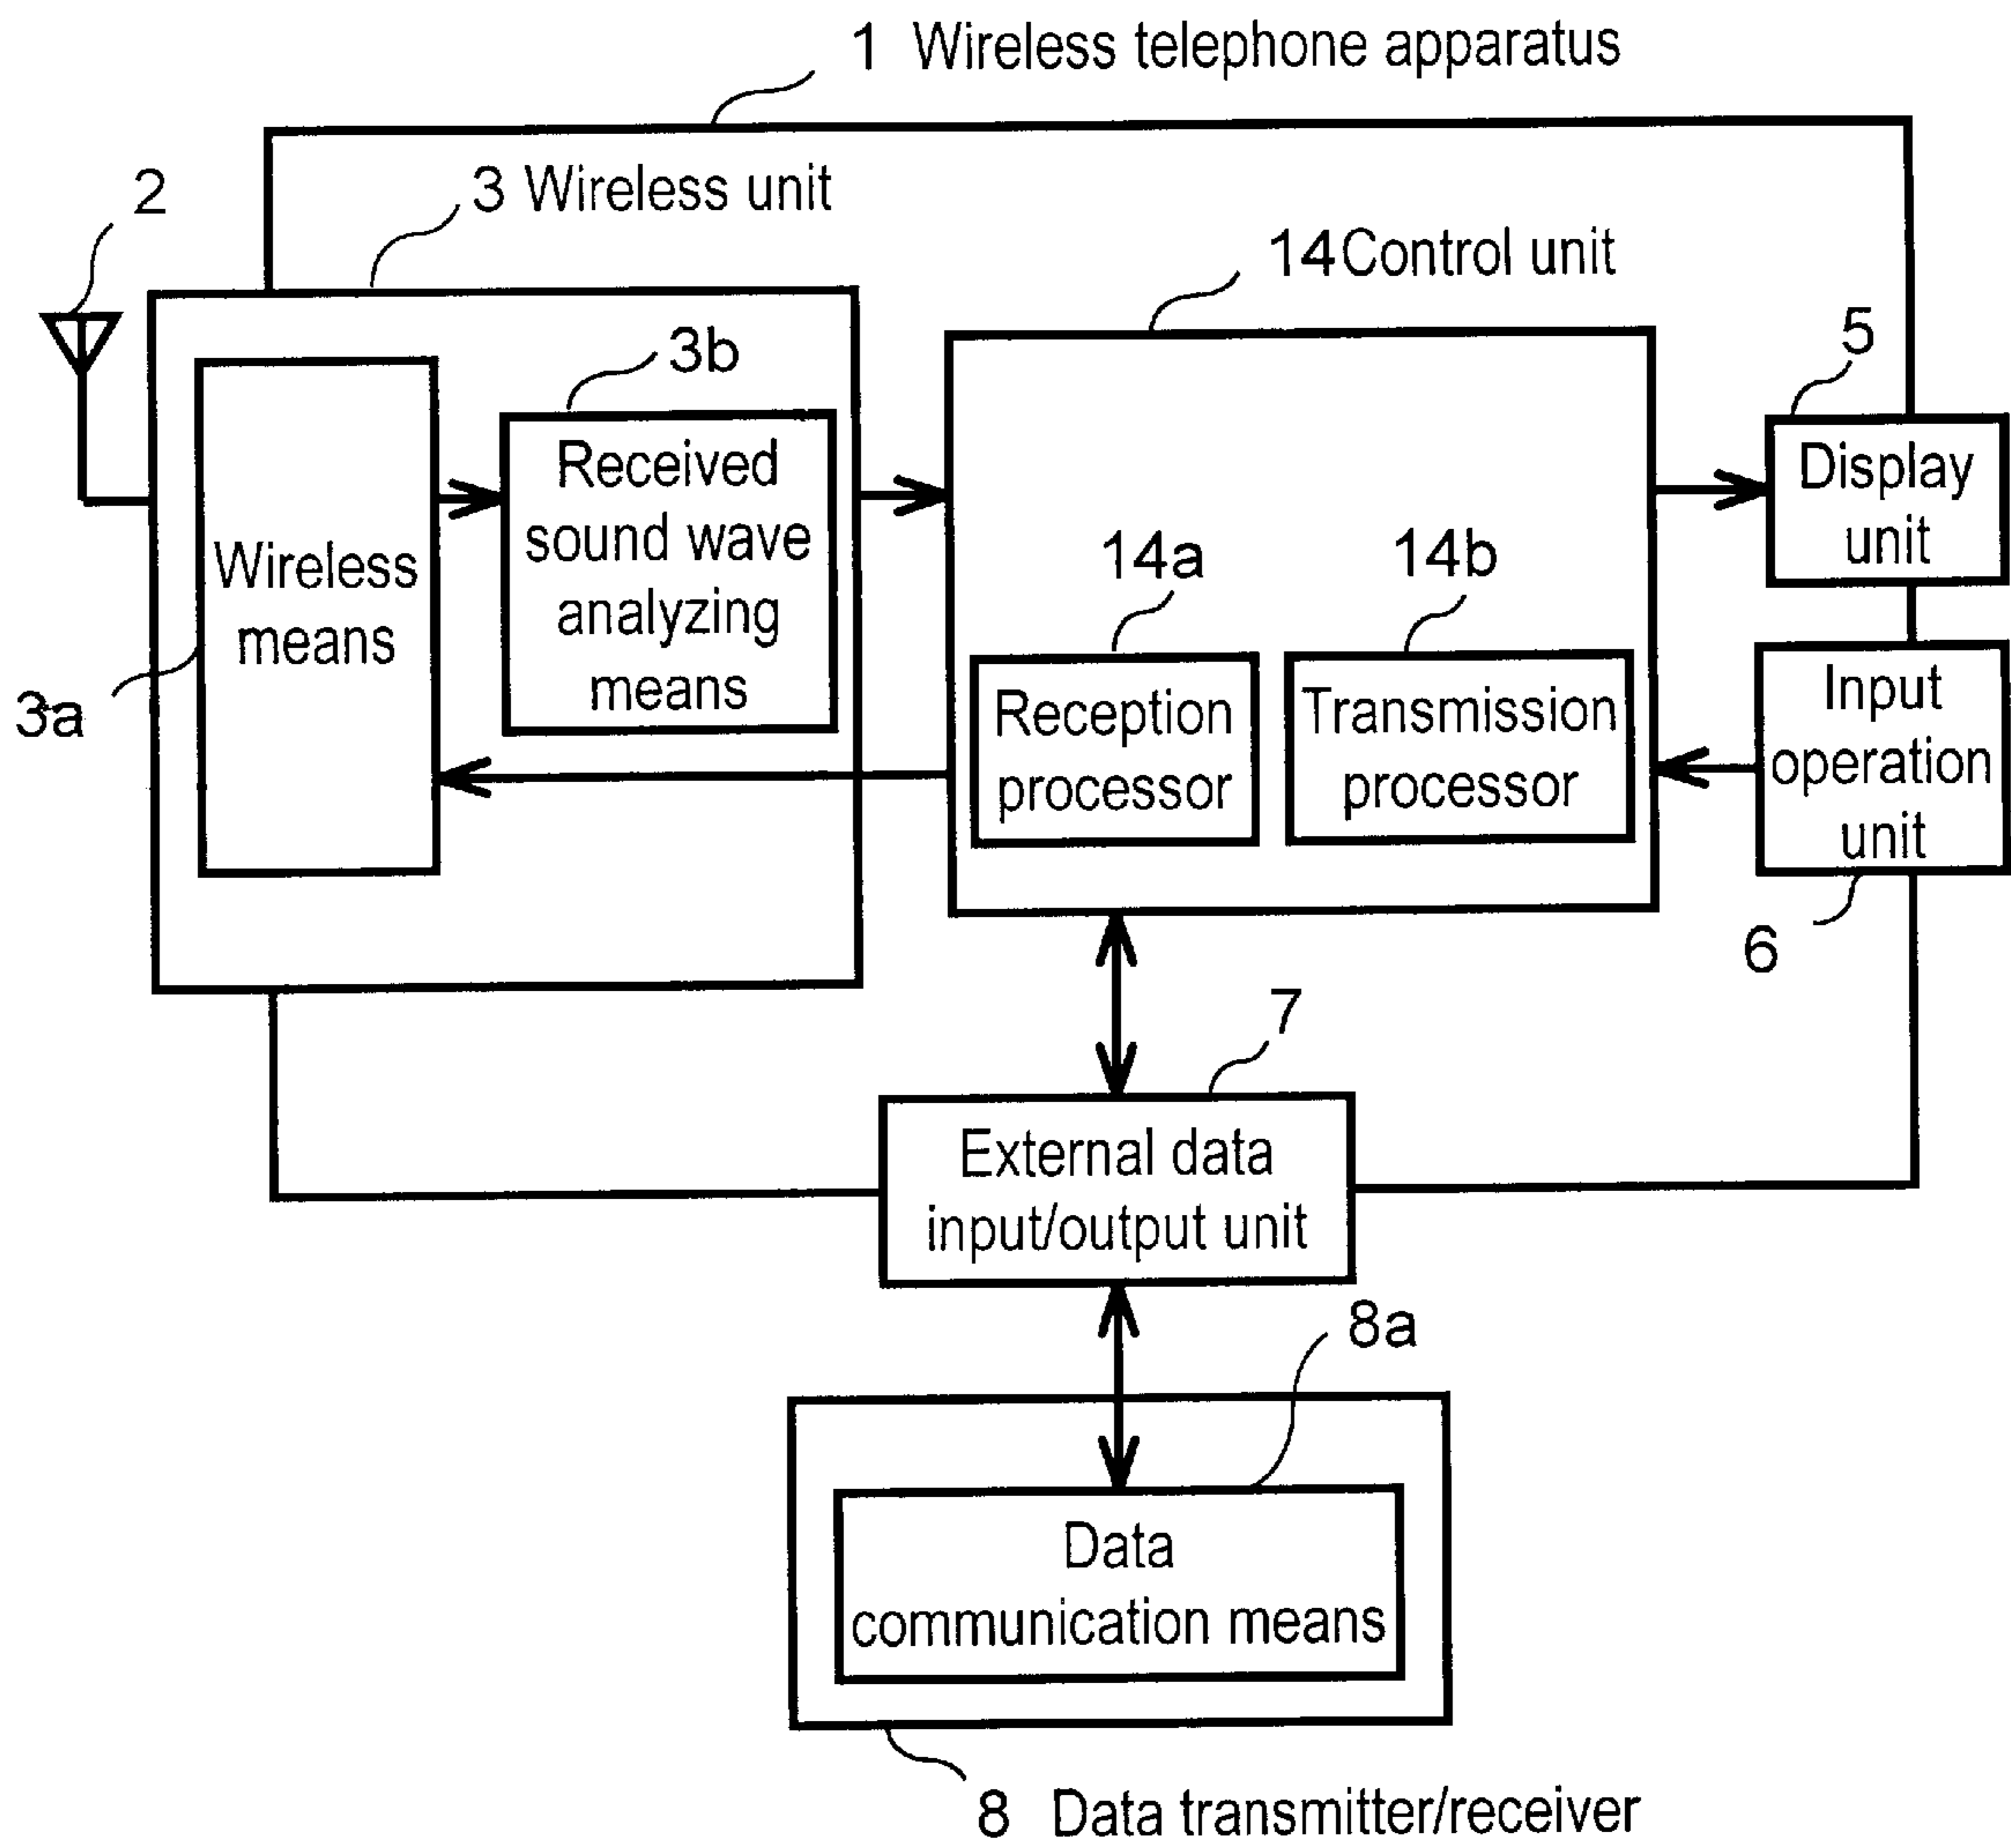 1 Wireless telephone apparatus
2
3 Wireless unit
14 Control unit
3b
5
Received
sound wave
analyzing
means
Display
unit
Wireless
means
14a
14b
3a
Reception
processor
Transmission
processor
Input
operation
unit
6
7
External data
input/output unit
8a
Data
communication means
8 Data transmitter/receiver